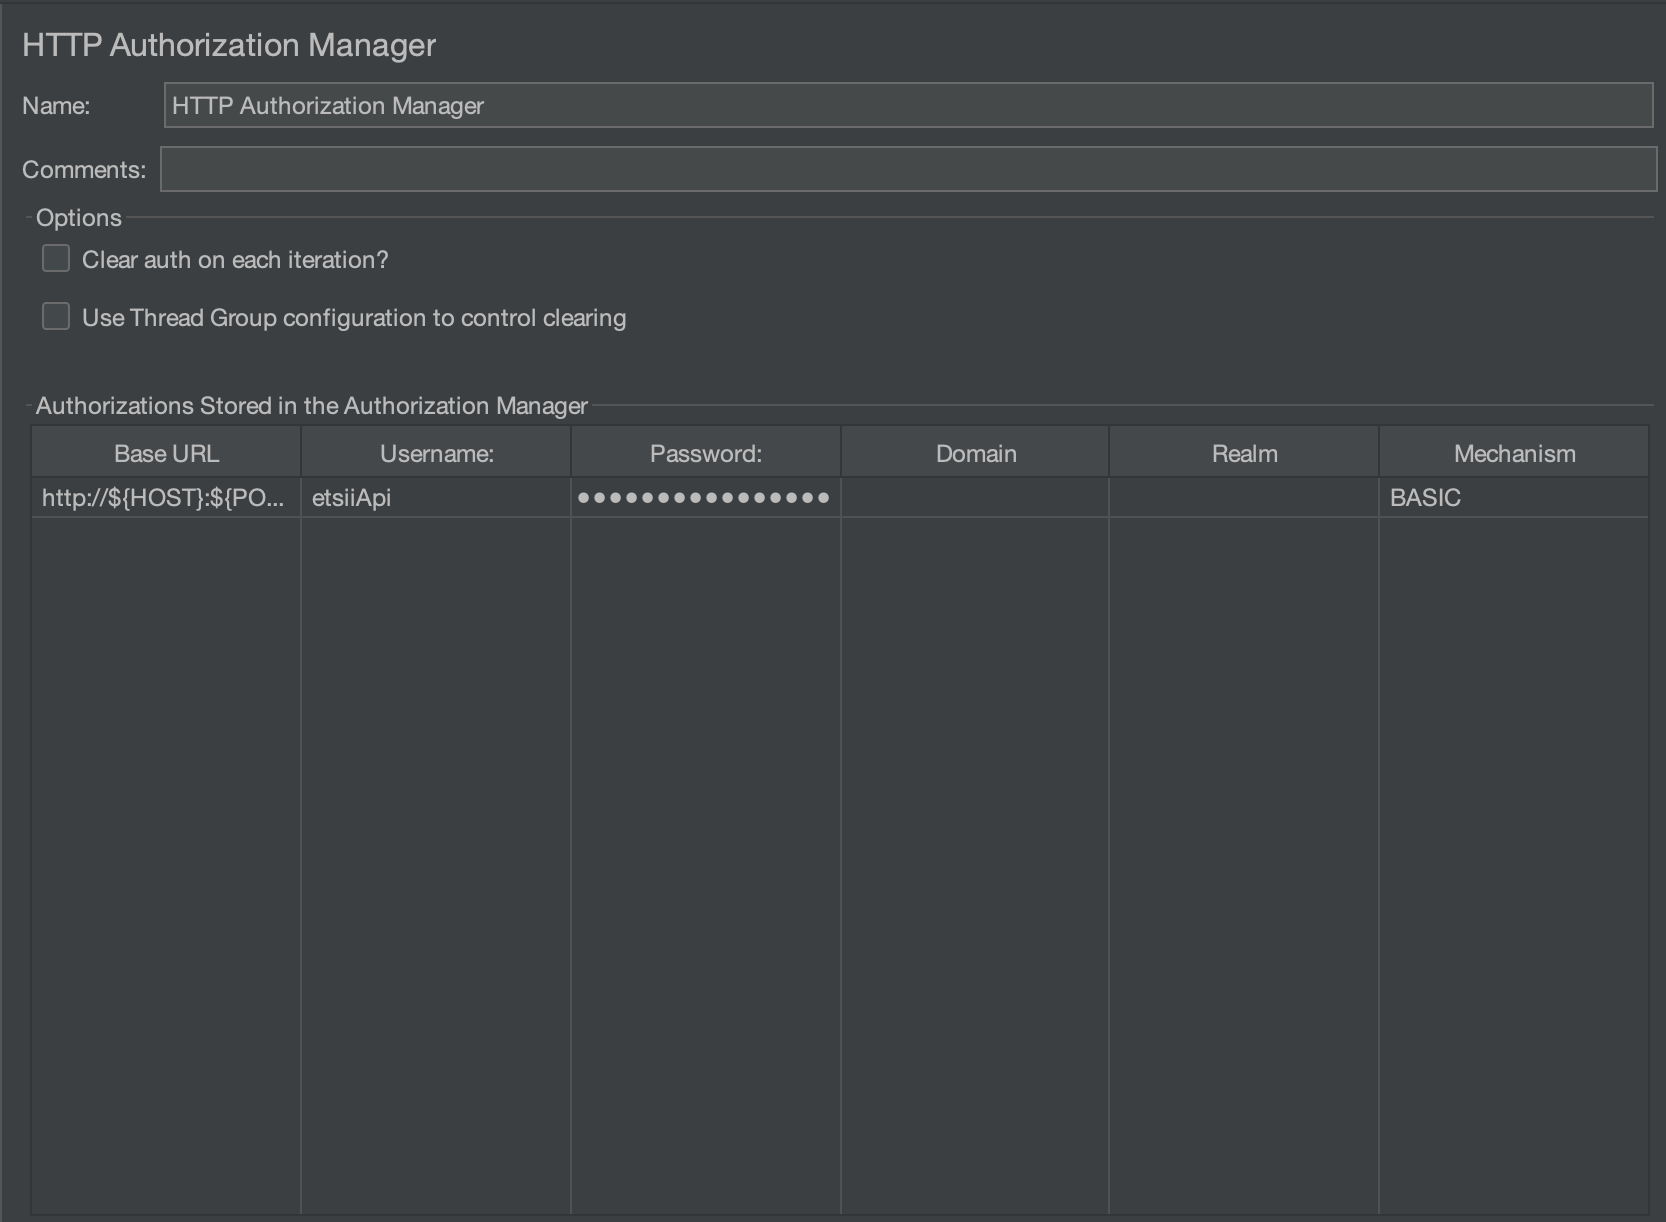 HTTP Authorization Manager
Name: HTTP Authorization Manager
Comments:
Options
Clear auth on each iteration?
Use Thread Group configuration to control clearing
Authorizations Stored in the Authorization Manager
Base URL Username: Password: Domain Realm Mechanism
http://${HOST}:${PO... etsiiApi ●●●●●●●●●●●●●●●● BASIC